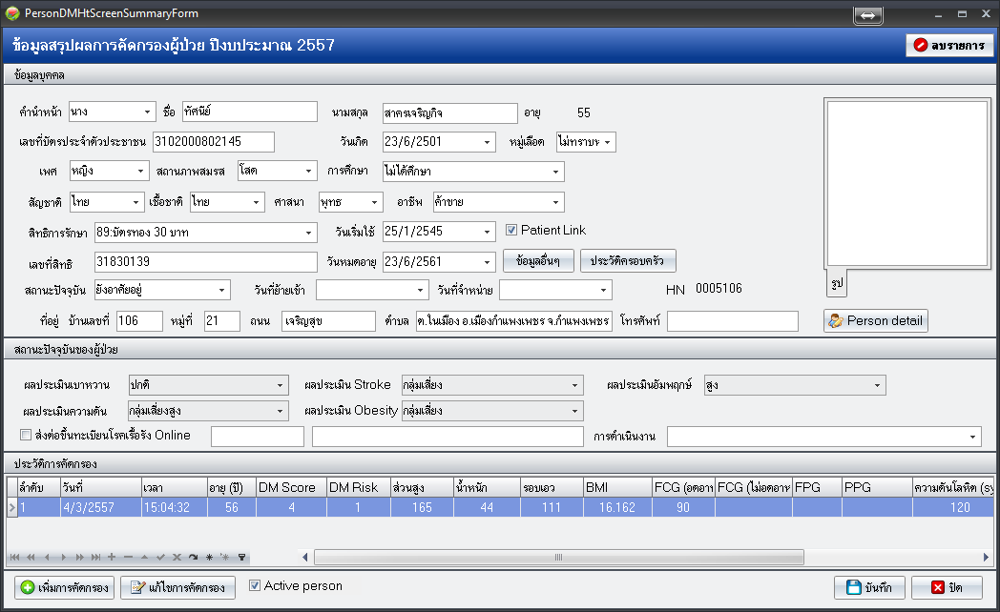 PersonDMHtScreenSummaryForm
ข้อมูลสรุปผลการคัดกรองผู้ป่วย ปีงบประมาณ 2557 ลบรายการ
ข้อมูลบุคคล
คำนำหน้า นาง ชื่อ ทัศนีย์ นามสกุล สาครเจริญกิจ อายุ 55
เลขที่บัตรประจำตัวประชาชน 3102000802145 วันเกิด 23/6/2501 หมู่เลือด ไม่ทราบห
เพศ หญิง สถานภาพสมรส โสด การศึกษา ไม่ได้ศึกษา
สัญชาติ ไทย เชื้อชาติ ไทย ศาสนา พุทธ อาชีพ ค้าขาย
สิทธิการรักษา 89:บัตรทอง 30 บาท วันเริ่มใช้ 25/1/2545 Patient Link
เลขที่สิทธิ 31830139 วันหมดอายุ 23/6/2561 ข้อมูลอื่นๆ ประวัติครอบครัว
สถานะปัจจุบัน ยังอาศัยอยู่ วันที่ย้ายเข้า วันที่จำหน่าย HN 0005106 รูป
ที่อยู่ บ้านเลขที่ 106 หมู่ที่ 21 ถนน เจริญสุข ตำบล ต.ในเมือง อ.เมืองกำแพงเพชร จ.กำแพงเพชร โทรศัพท์ Person detail
สถานะปัจจุบันของผู้ป่วย
ผลประเมินเบาหวาน ปกติ ผลประเมิน Stroke กลุ่มเสี่ยง ผลประเมินอัมพฤกษ์ สูง
ผลประเมินความดัน กลุ่มเสี่ยงสูง ผลประเมิน Obesity กลุ่มเสี่ยง
ส่งต่อขึ้นทะเบียนโรคเรื้อรัง Online การดำเนินงาน
ประวัติการคัดกรอง
ลำดับ วันที่ เวลา อายุ (ปี) DM Score DM Risk ส่วนสูง น้ำหนัก รอบเอว BMI FCG (อดอาห FCG (ไม่อดอาห FPG PPG ความดันโลหิต (sy
1 4/3/2557 15:04:32 56 4 1 165 44 111 16.162 90 120
เพิ่มการคัดกรอง แก้ไขการคัดกรอง Active person บันทึก ปิด